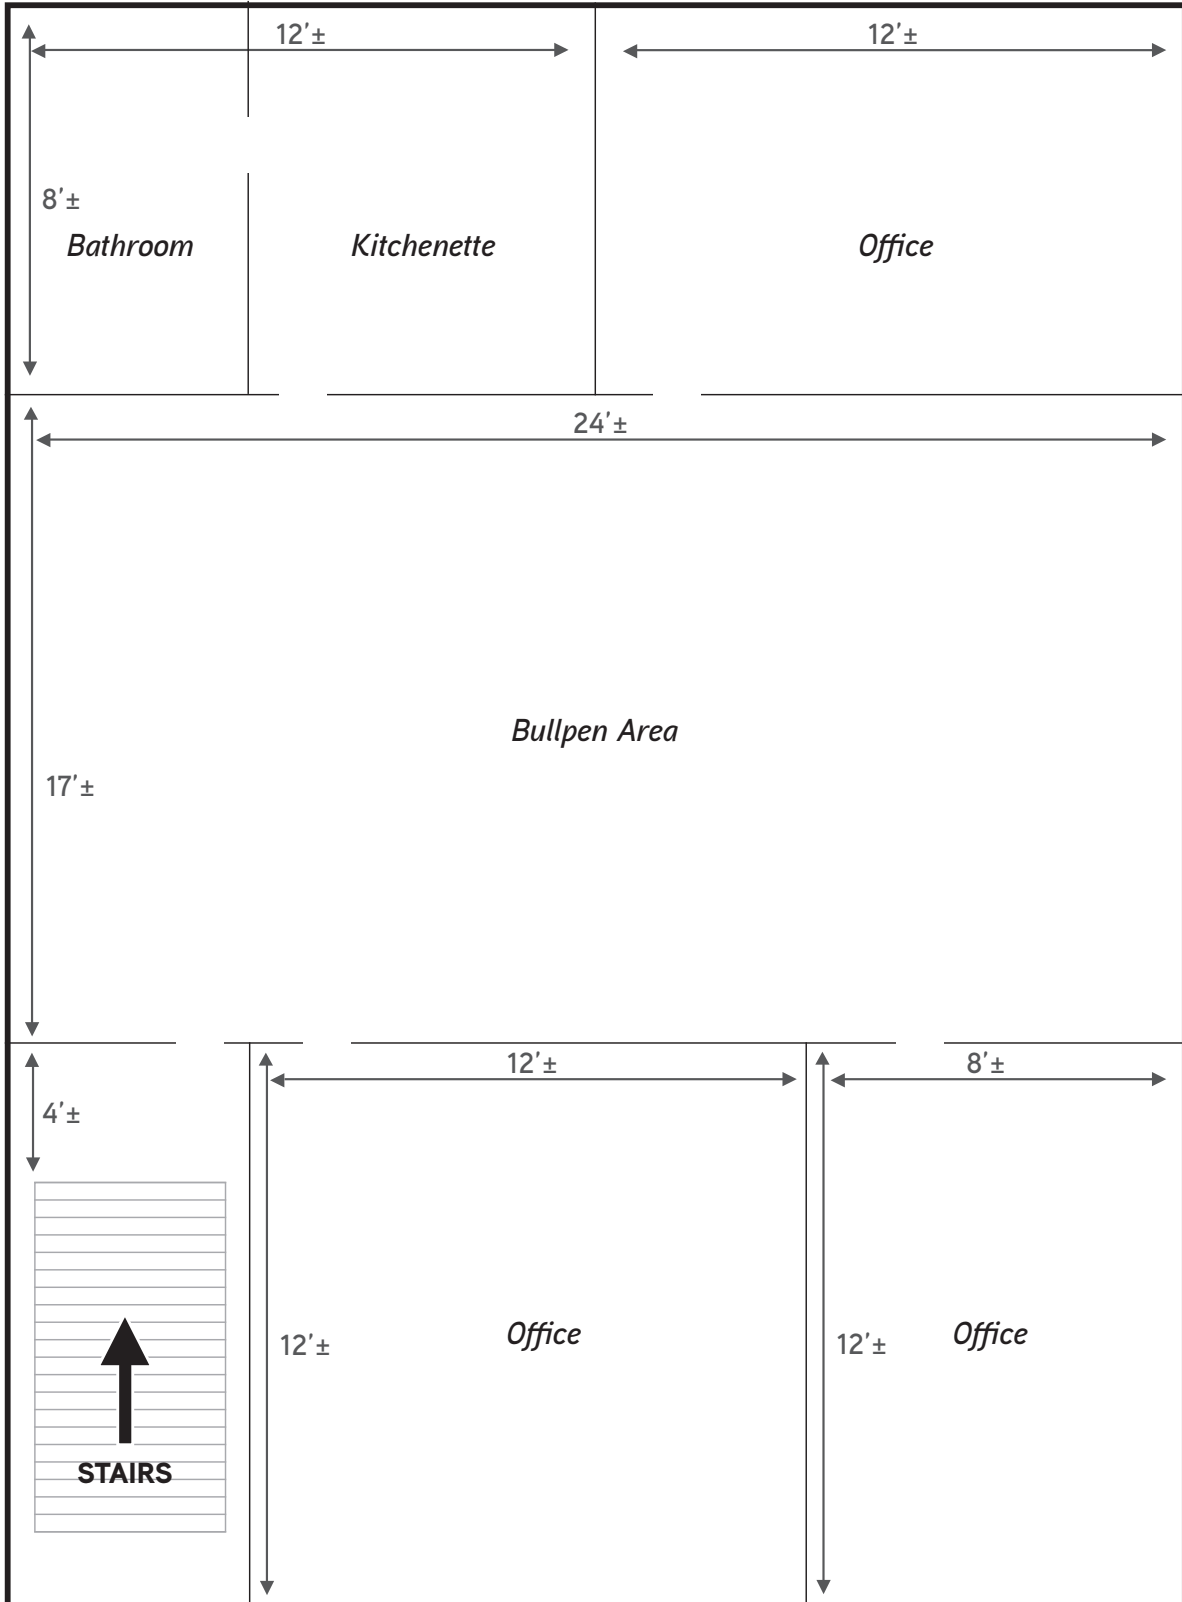 12'±
12'±
8'±
Bathroom
Kitchenette
Office
24'±
Bullpen Area
17'±
12'±
8'±
4'±
Office
12'±
12'±
Office
STAIRS